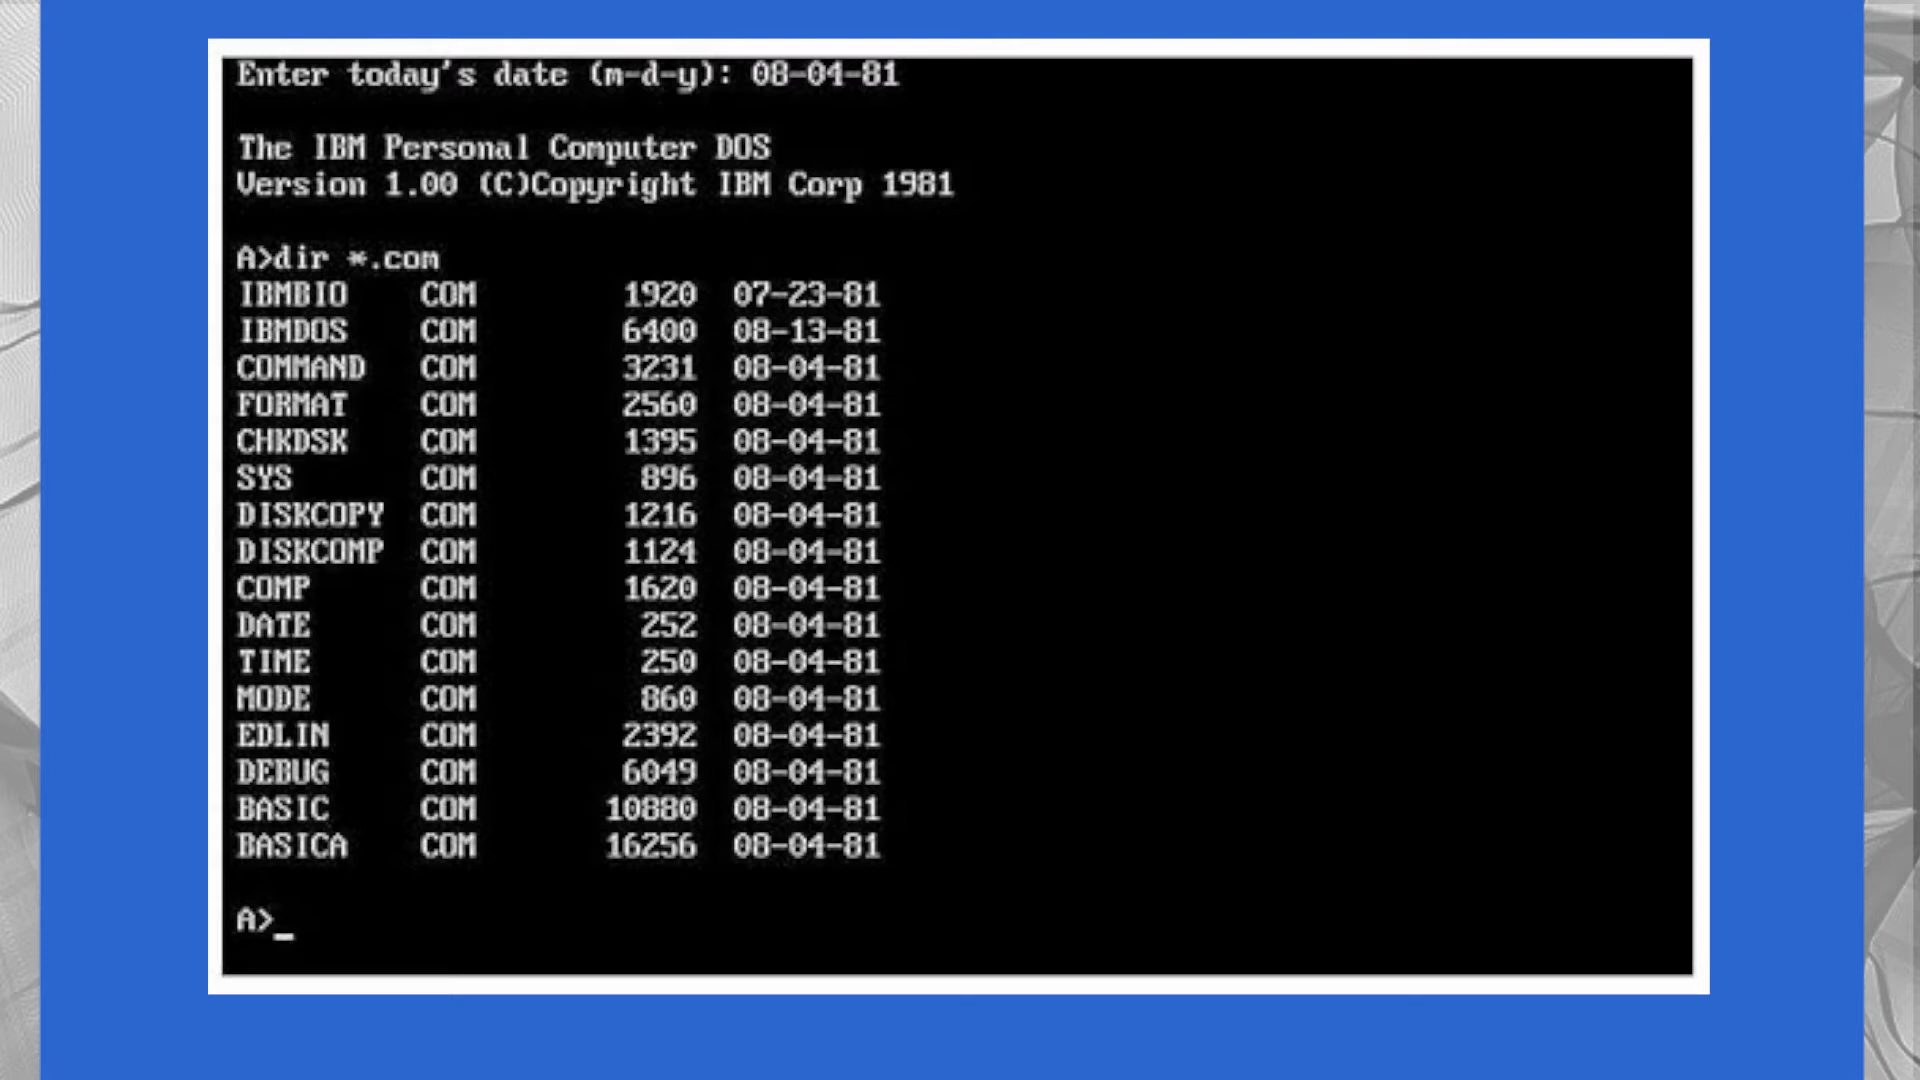 Enter today's date (m-d-y): 08-04-81
The IBM Personal Computer DOS
Version 1.00 (C)Copyright IBM Corp 1981
A>dir *.com
IBMBIO COM 1920 07-23-81
IBMDOS COM 6400 08-13-81
COMMAND COM 3231 08-04-81
FORMAT COM 2560 08-04-81
CHKDSK COM 1395 08-04-81
SYS COM 896 08-04-81
DISKCOPY COM 1216 08-04-81
DISKCOMP COM 1124 08-04-81
COMP COM 1620 08-04-81
DATE COM 252 08-04-81
TIME COM 250 08-04-81
MODE COM 860 08-04-81
EDLIN COM 2392 08-04-81
DEBUG COM 6049 08-04-81
BASIC COM 10880 08-04-81
BASICA COM 16256 08-04-81
A>_